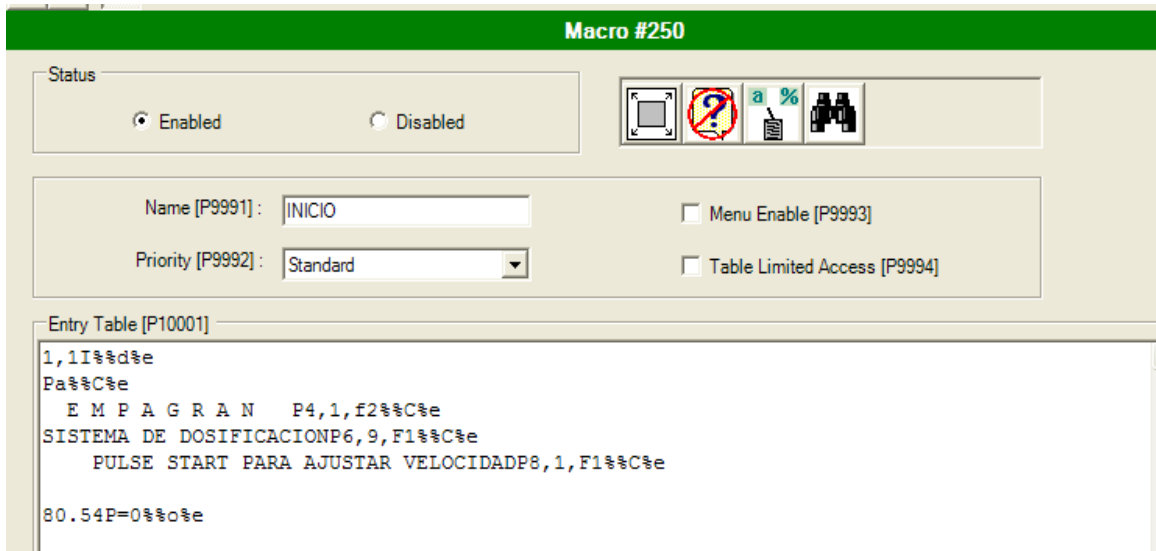 Macro #250
Status
Enabled Disabled
a %
Name [P9991] : INICIO Menu Enable [P9993]
Priority [P9992] : Standard Table Limited Access [P9994]
Entry Table [P10001]
1,1I%%d%e
Pa%%C%e
E M P A G R A N P4,1,f2%%C%e
SISTEMA DE DOSIFICACIONP6,9,F1%%C%e
PULSE START PARA AJUSTAR VELOCIDADP8,1,F1%%C%e
80.54P=0%%o%e